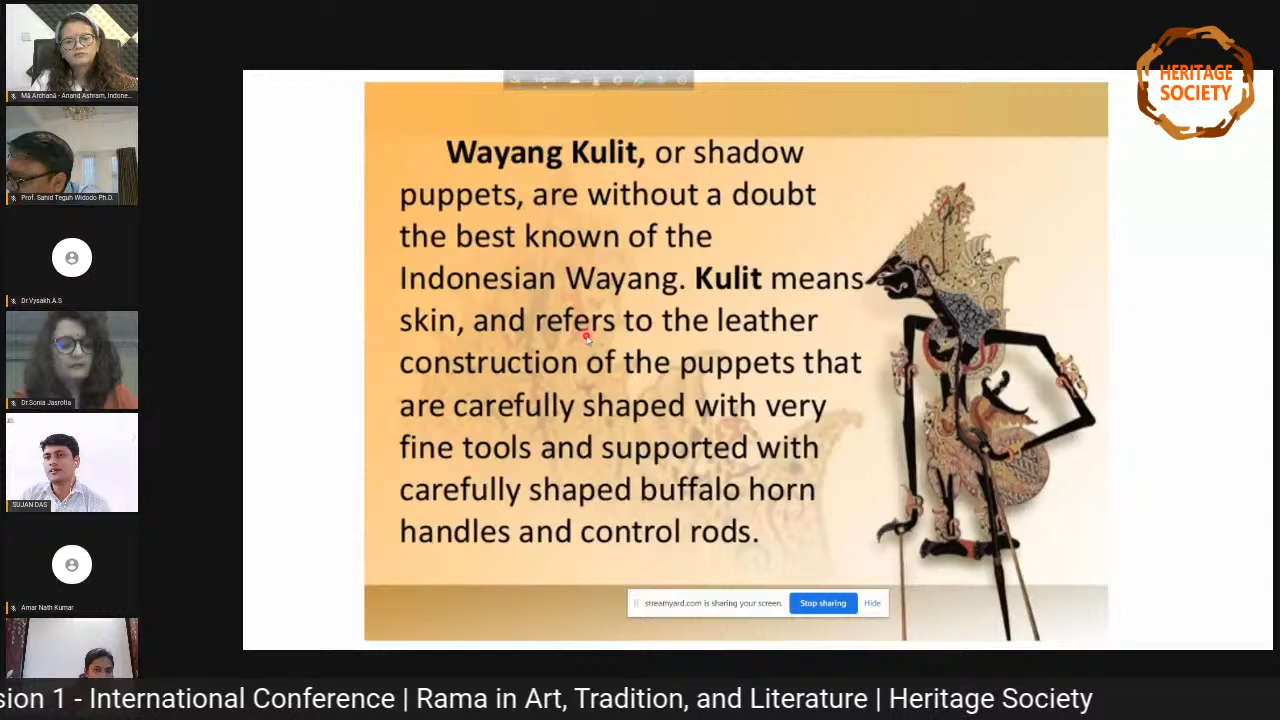 Mā Archanā - Anand Ashram, Indone...
Prof. Sahid Teguh Widodo Ph.D.
Dr.Vysakh.A.S
Dr.Sonia Jasrotia
SUJAN DAS
Amar Nath Kumar
HERITAGE
SOCIETY
Wayang Kulit, or shadow
puppets, are without a doubt
the best known of the
Indonesian Wayang. Kulit means
skin, and refers to the leather
construction of the puppets that
are carefully shaped with very
fine tools and supported with
carefully shaped buffalo horn
handles and control rods.
streamyard.com is sharing your screen. Stop sharing Hide
sion 1 - International Conference | Rama in Art, Tradition, and Literature | Heritage Society